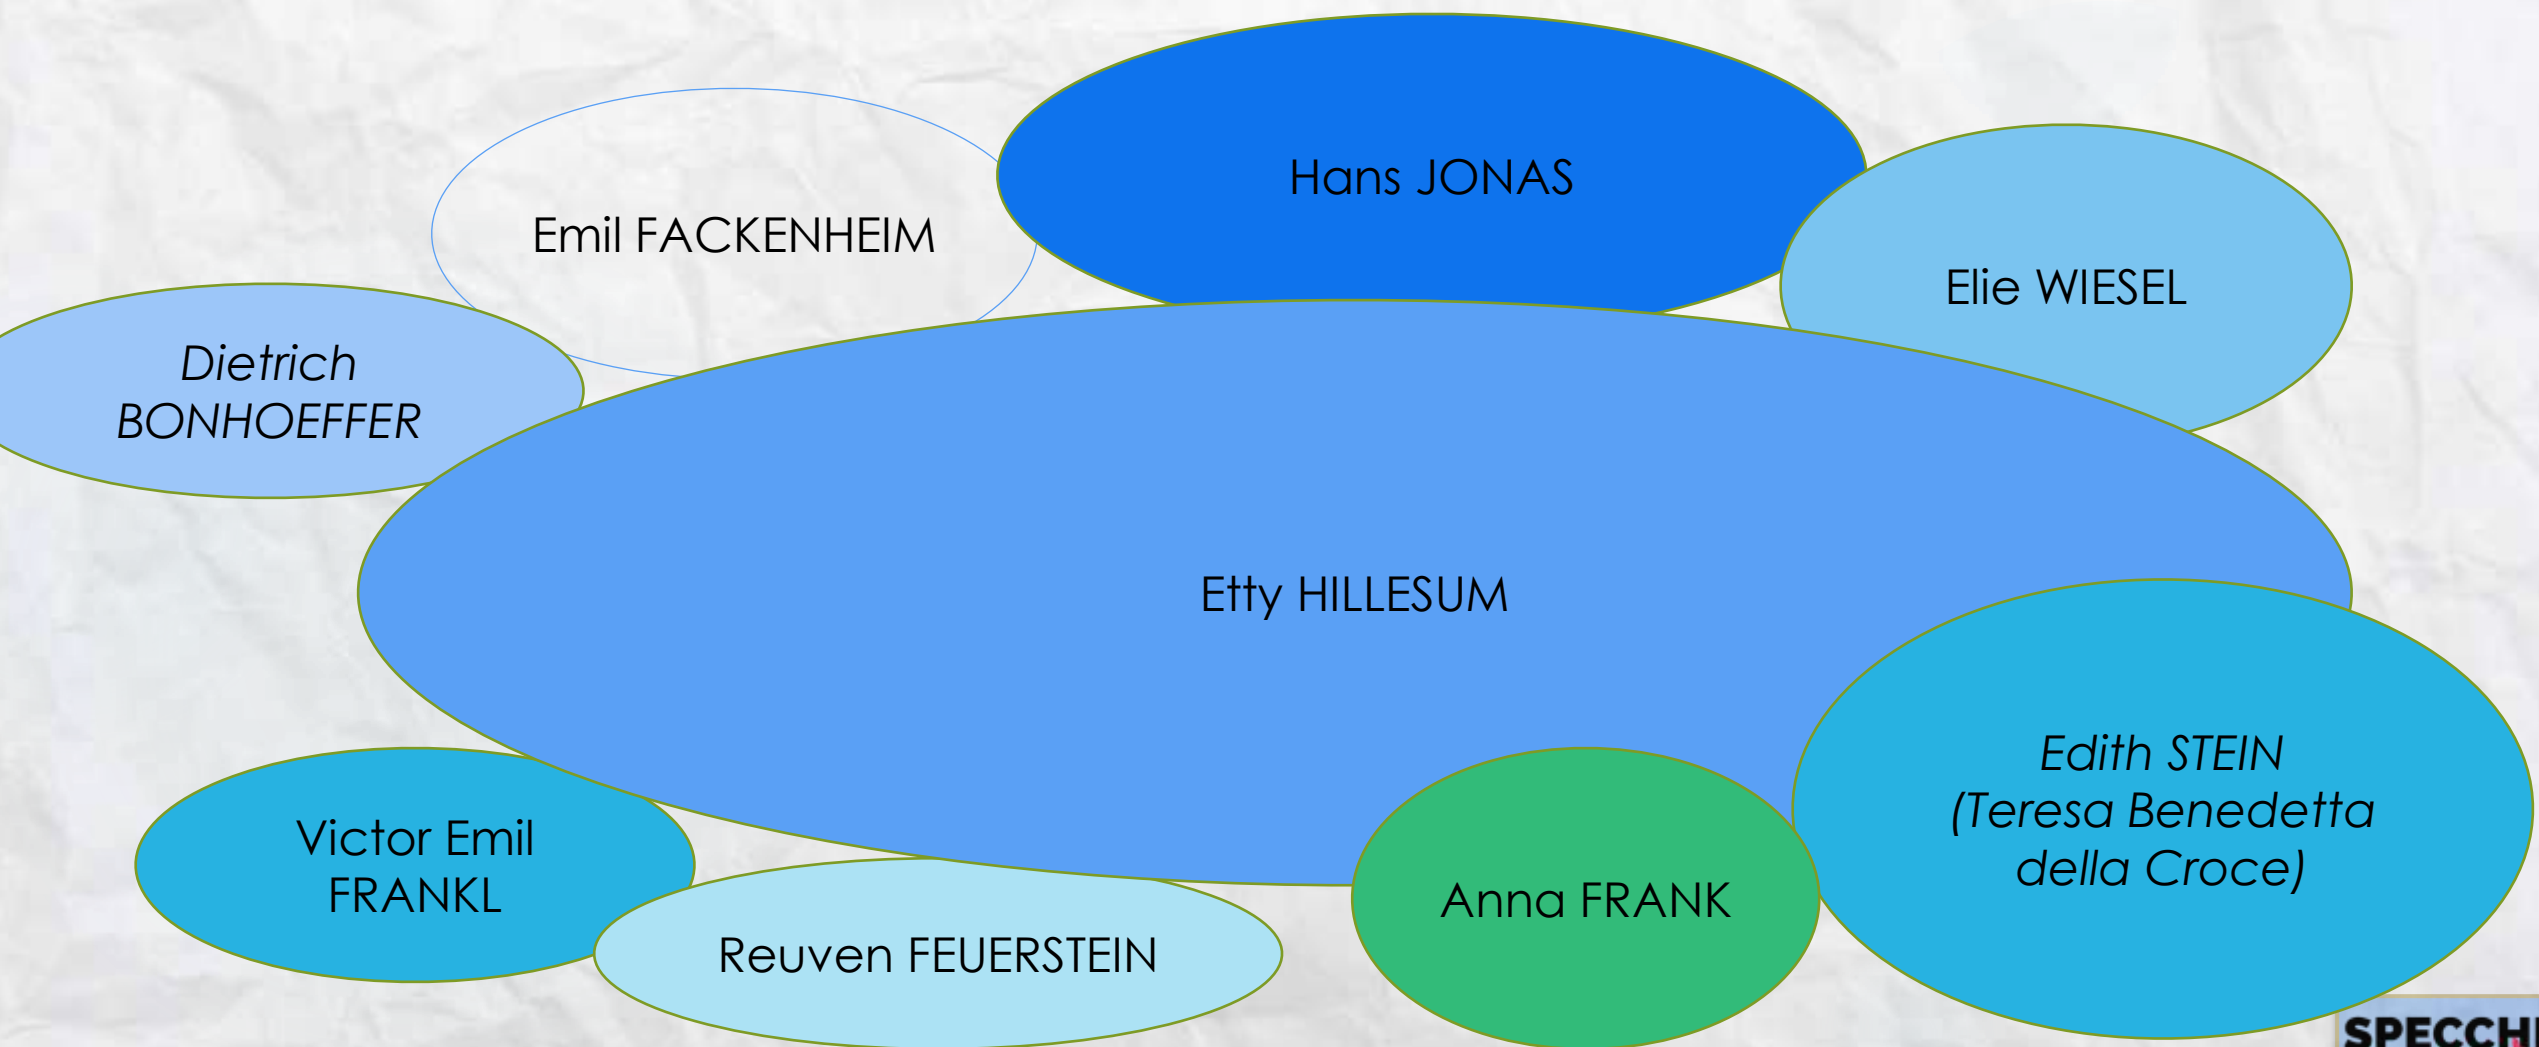 Hans JONAS
Emil FACKENHEIM
Elie WIESEL
Dietrich
BONHOEFFER
Etty HILLESUM
Edith STEIN
(Teresa Benedetta
della Croce)
Victor Emil
FRANKL
Anna FRANK
Reuven FEUERSTEIN